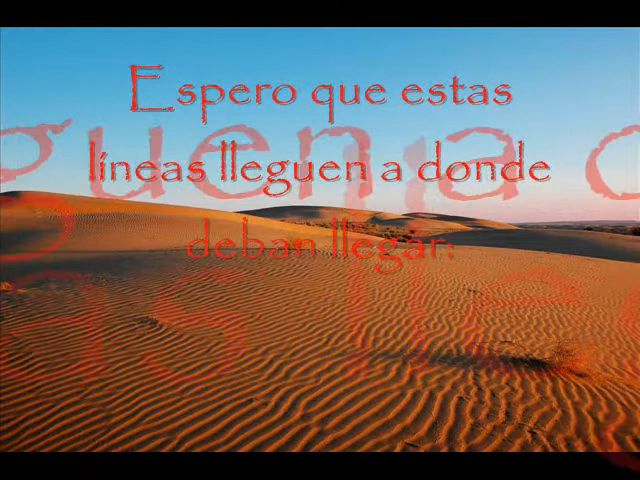 Espero que estas
líneas lleguen a donde
deban llegar: